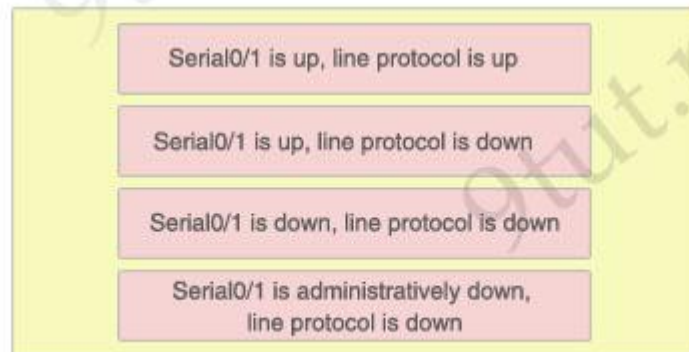 Serial0/1 is up, line protocol is up
Serial0/1 is up, line protocol is down
Serial0/1 is down, line protocol is down
Serial0/1 is administratively down,
line protocol is down
9tut.